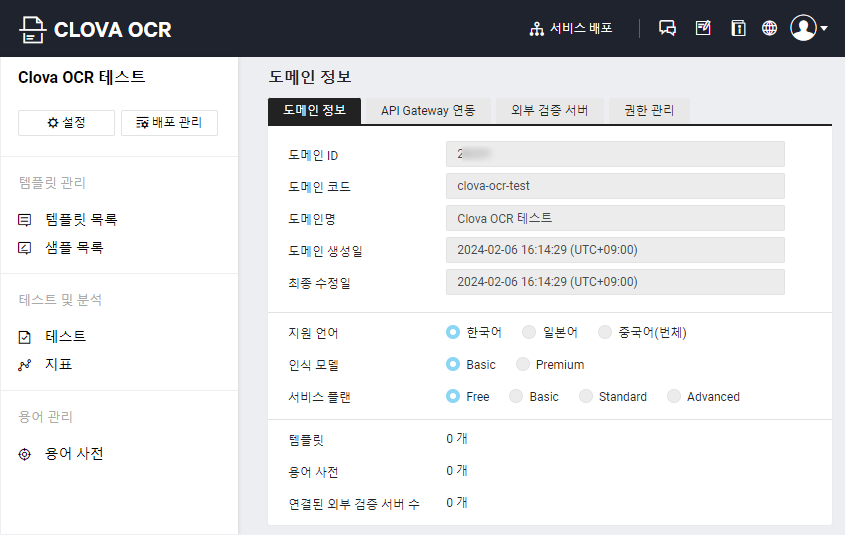 CLOVA OCR
서비스 배포
Clova OCR 테스트
설정
배포 관리
템플릿 관리
템플릿 목록
샘플 목록
테스트 및 분석
테스트
지표
용어 관리
용어 사전
도메인 정보
도메인 정보 API Gateway 연동 외부 검증 서버 권한 관리
도메인 ID
도메인 코드 clova-ocr-test
도메인명 Clova OCR 테스트
도메인 생성일 2024-02-06 16:14:29 (UTC+09:00)
최종 수정일 2024-02-06 16:14:29 (UTC+09:00)
지원 언어 한국어 일본어 중국어(번체)
인식 모델 Basic Premium
서비스 플랜 Free Basic Standard Advanced
템플릿 0 개
용어 사전 0 개
연결된 외부 검증 서버 수 0 개